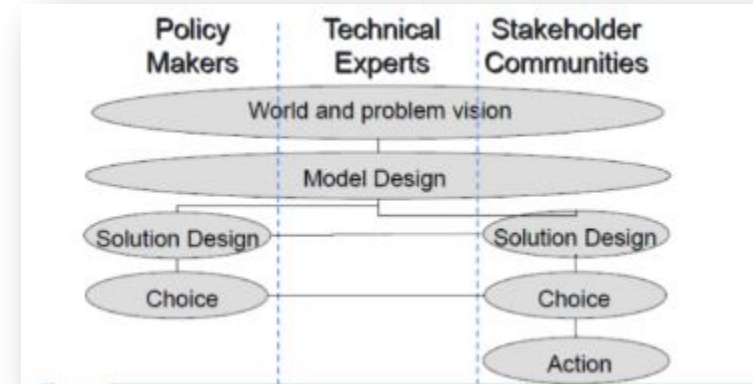 Policy Makers
Technical Experts
Stakeholder Communities
World and problem vision
Model Design
Solution Design
Solution Design
Choice
Choice
Action